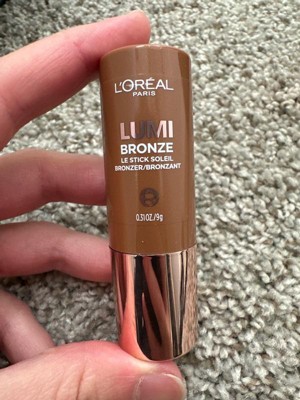 L'ORÉAL
PARIS
LUMI
BRONZE
LE STICK SOLEIL
BRONZER/BRONZANT
0.31 OZ/9g